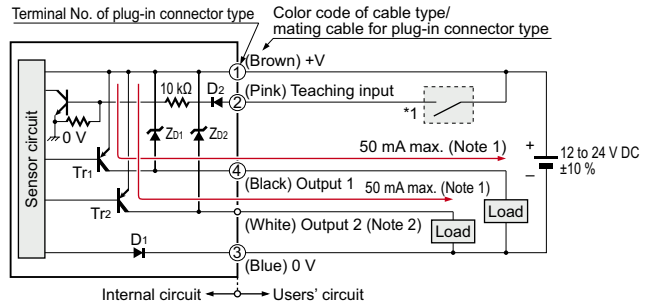 Terminal No. of plug-in connector type
Color code of cable type/
mating cable for plug-in connector type
(Brown) +V
1
10 kΩ
D2
2
(Pink) Teaching input
*1
Sensor circuit
0 V
ZD1
ZD2
50 mA max. (Note 1)
+
12 to 24 V DC
±10 %
–
Tr1
4
(Black) Output 1
50 mA max. (Note 1)
Load
Tr2
(White) Output 2 (Note 2)
Load
D1
3
(Blue) 0 V
Internal circuit
Users' circuit